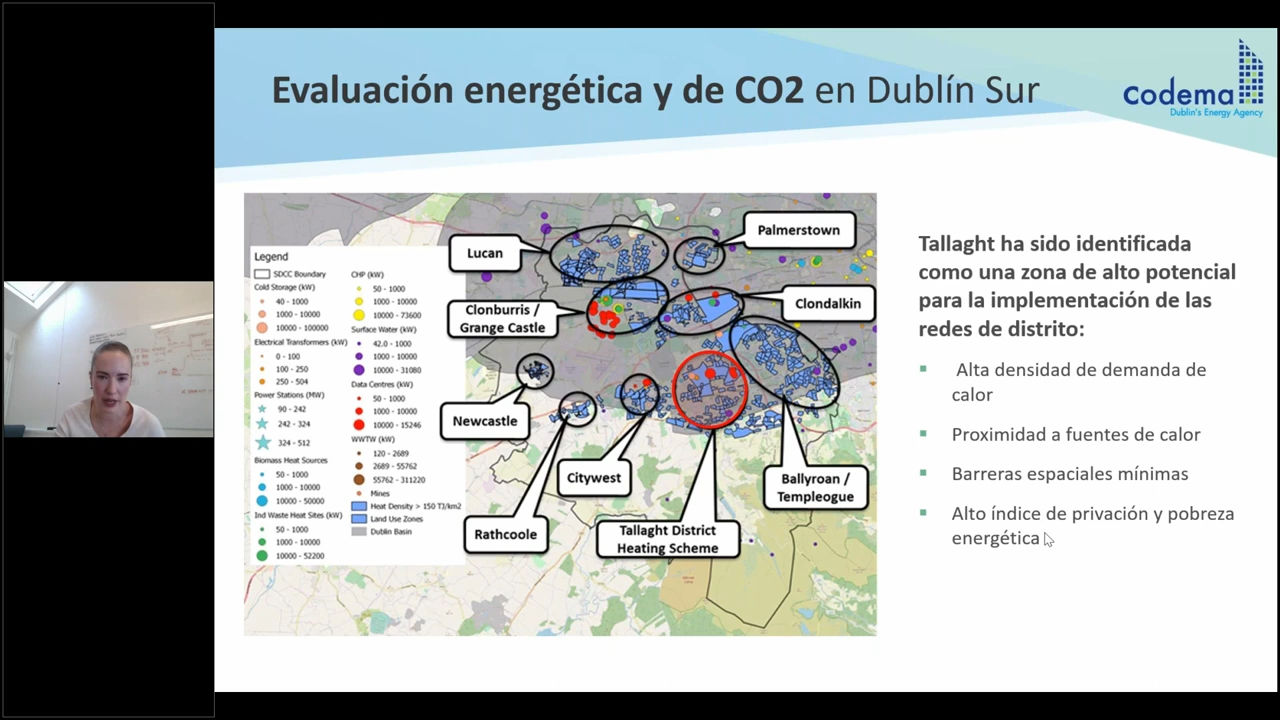 Evaluación energética y de CO2 en Dublín Sur
Codema
Dublin's Energy Agency
Legend
SDCC Boundary
Cold Storage (kW)
40 - 1000
1000 - 10000
10000 - 100000
Electrical Transformers (kW)
0 - 100
100 - 250
250 - 504
Power Stations (MW)
90 - 242
242 - 324
324 - 512
Biomass Heat Sources
50 - 1000
1000 - 10000
10000 - 50000
Ind Waste Heat Sites (kW)
50 - 1000
1000 - 10000
10000 - 52200
CHP (kW)
50 - 1000
1000 - 10000
10000 - 73600
Surface Water (kW)
42.0 - 1000
1000 - 10000
10000 - 31080
Data Centres (kW)
50 - 1000
1000 - 10000
10000 - 15246
WWTW (kW)
120 - 2689
2689 - 55762
55762 - 311220
Mines
Heat Density > 150 TJ/km2
Land Use Zones
Dublin Basin
Lucan
Palmerstown
Clonburris /
Grange Castle
Clondalkin
Newcastle
Citywest
Ballyroan /
Templeogue
Rathcoole
Tallaght District
Heating Scheme
Tallaght ha sido identificada
como una zona de alto potencial
para la implementación de las
redes de distrito:
Alta densidad de demanda de
calor
Proximidad a fuentes de calor
Barreras espaciales mínimas
Alto índice de privación y pobreza
energética